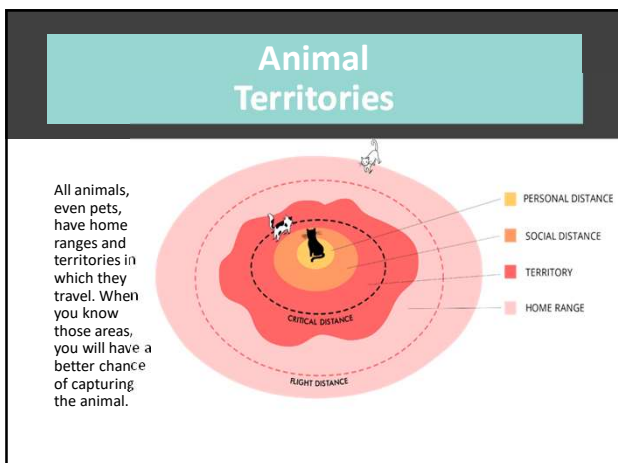 Animal
Territories
All animals,
even pets,
have home
ranges and
territories in
which they
travel. When
you know
those areas,
you will have a
better chance
of capturing
the animal.
PERSONAL DISTANCE
SOCIAL DISTANCE
TERRITORY
HOME RANGE
CRITICAL DISTANCE
FLIGHT DISTANCE